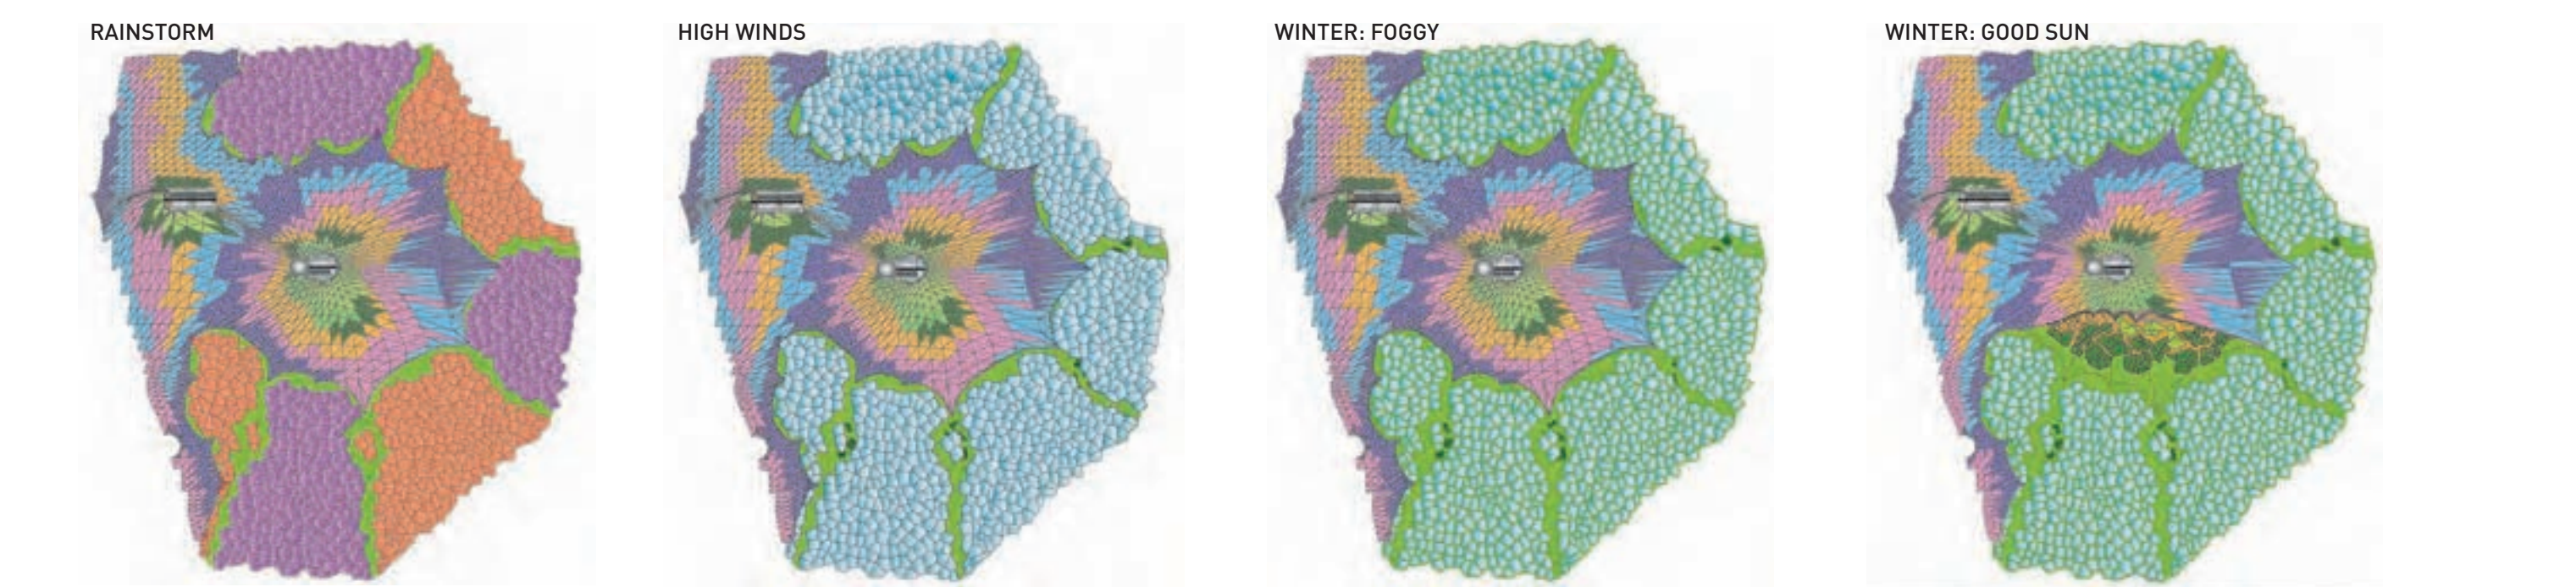 RAINSTORM
HIGH WINDS
WINTER: FOGGY
WINTER: GOOD SUN